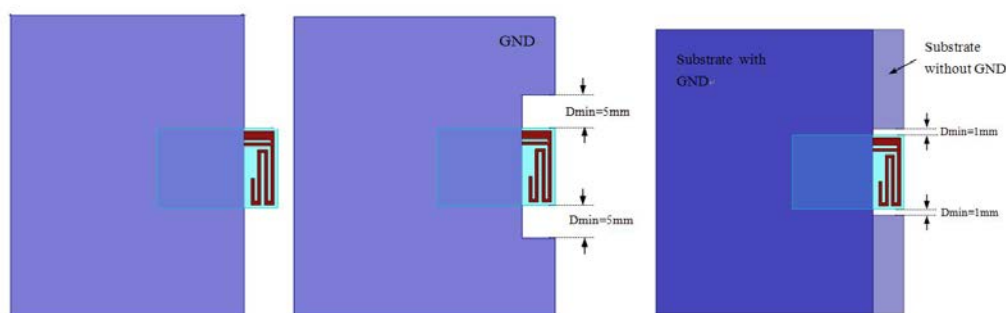 GND
Dmin=5mm
Dmin=5mm
Substrate with
GND
Substrate
without GND
Dmin=1mm
Dmin=1mm